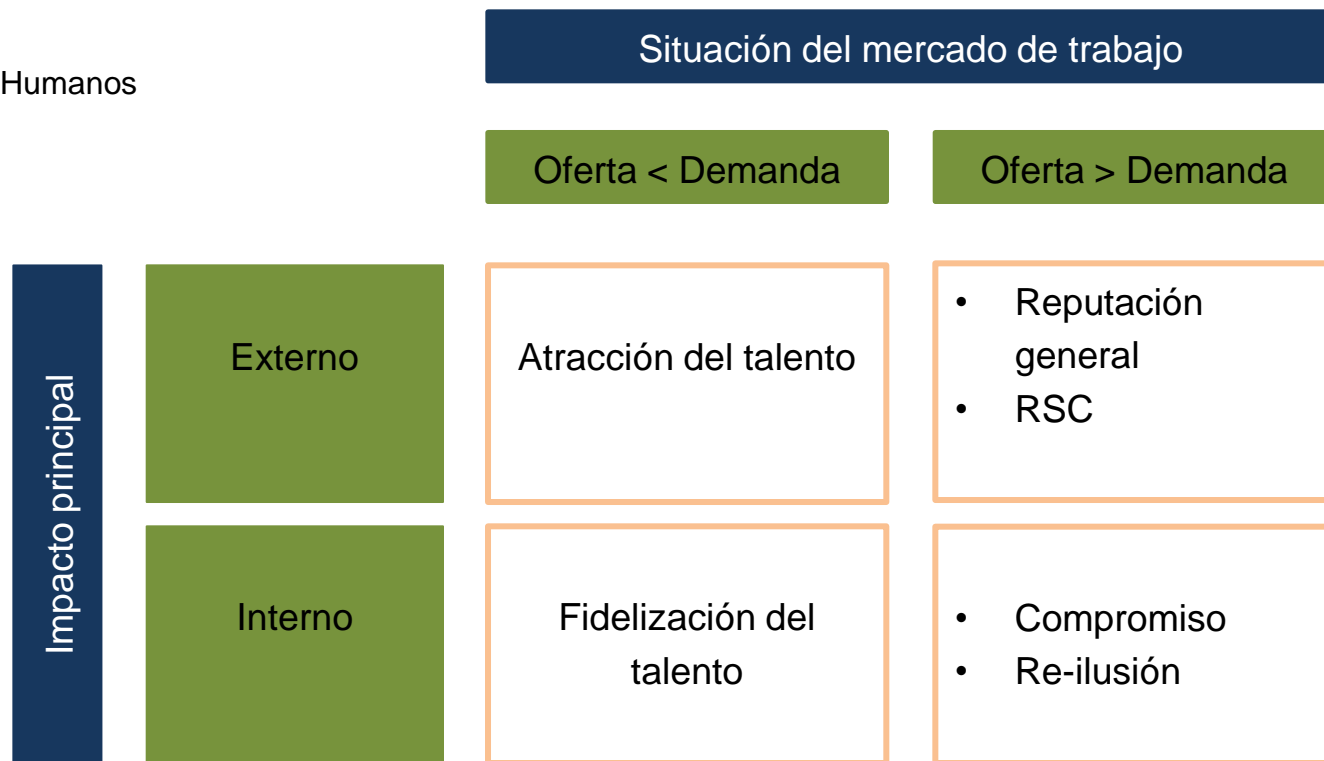 Situación del mercado de trabajo
Humanos
Oferta < Demanda
Oferta > Demanda
Impacto principal
Externo
Atracción del talento
• Reputación
general
• RSC
Interno
Fidelización del
talento
• Compromiso
• Re-ilusión